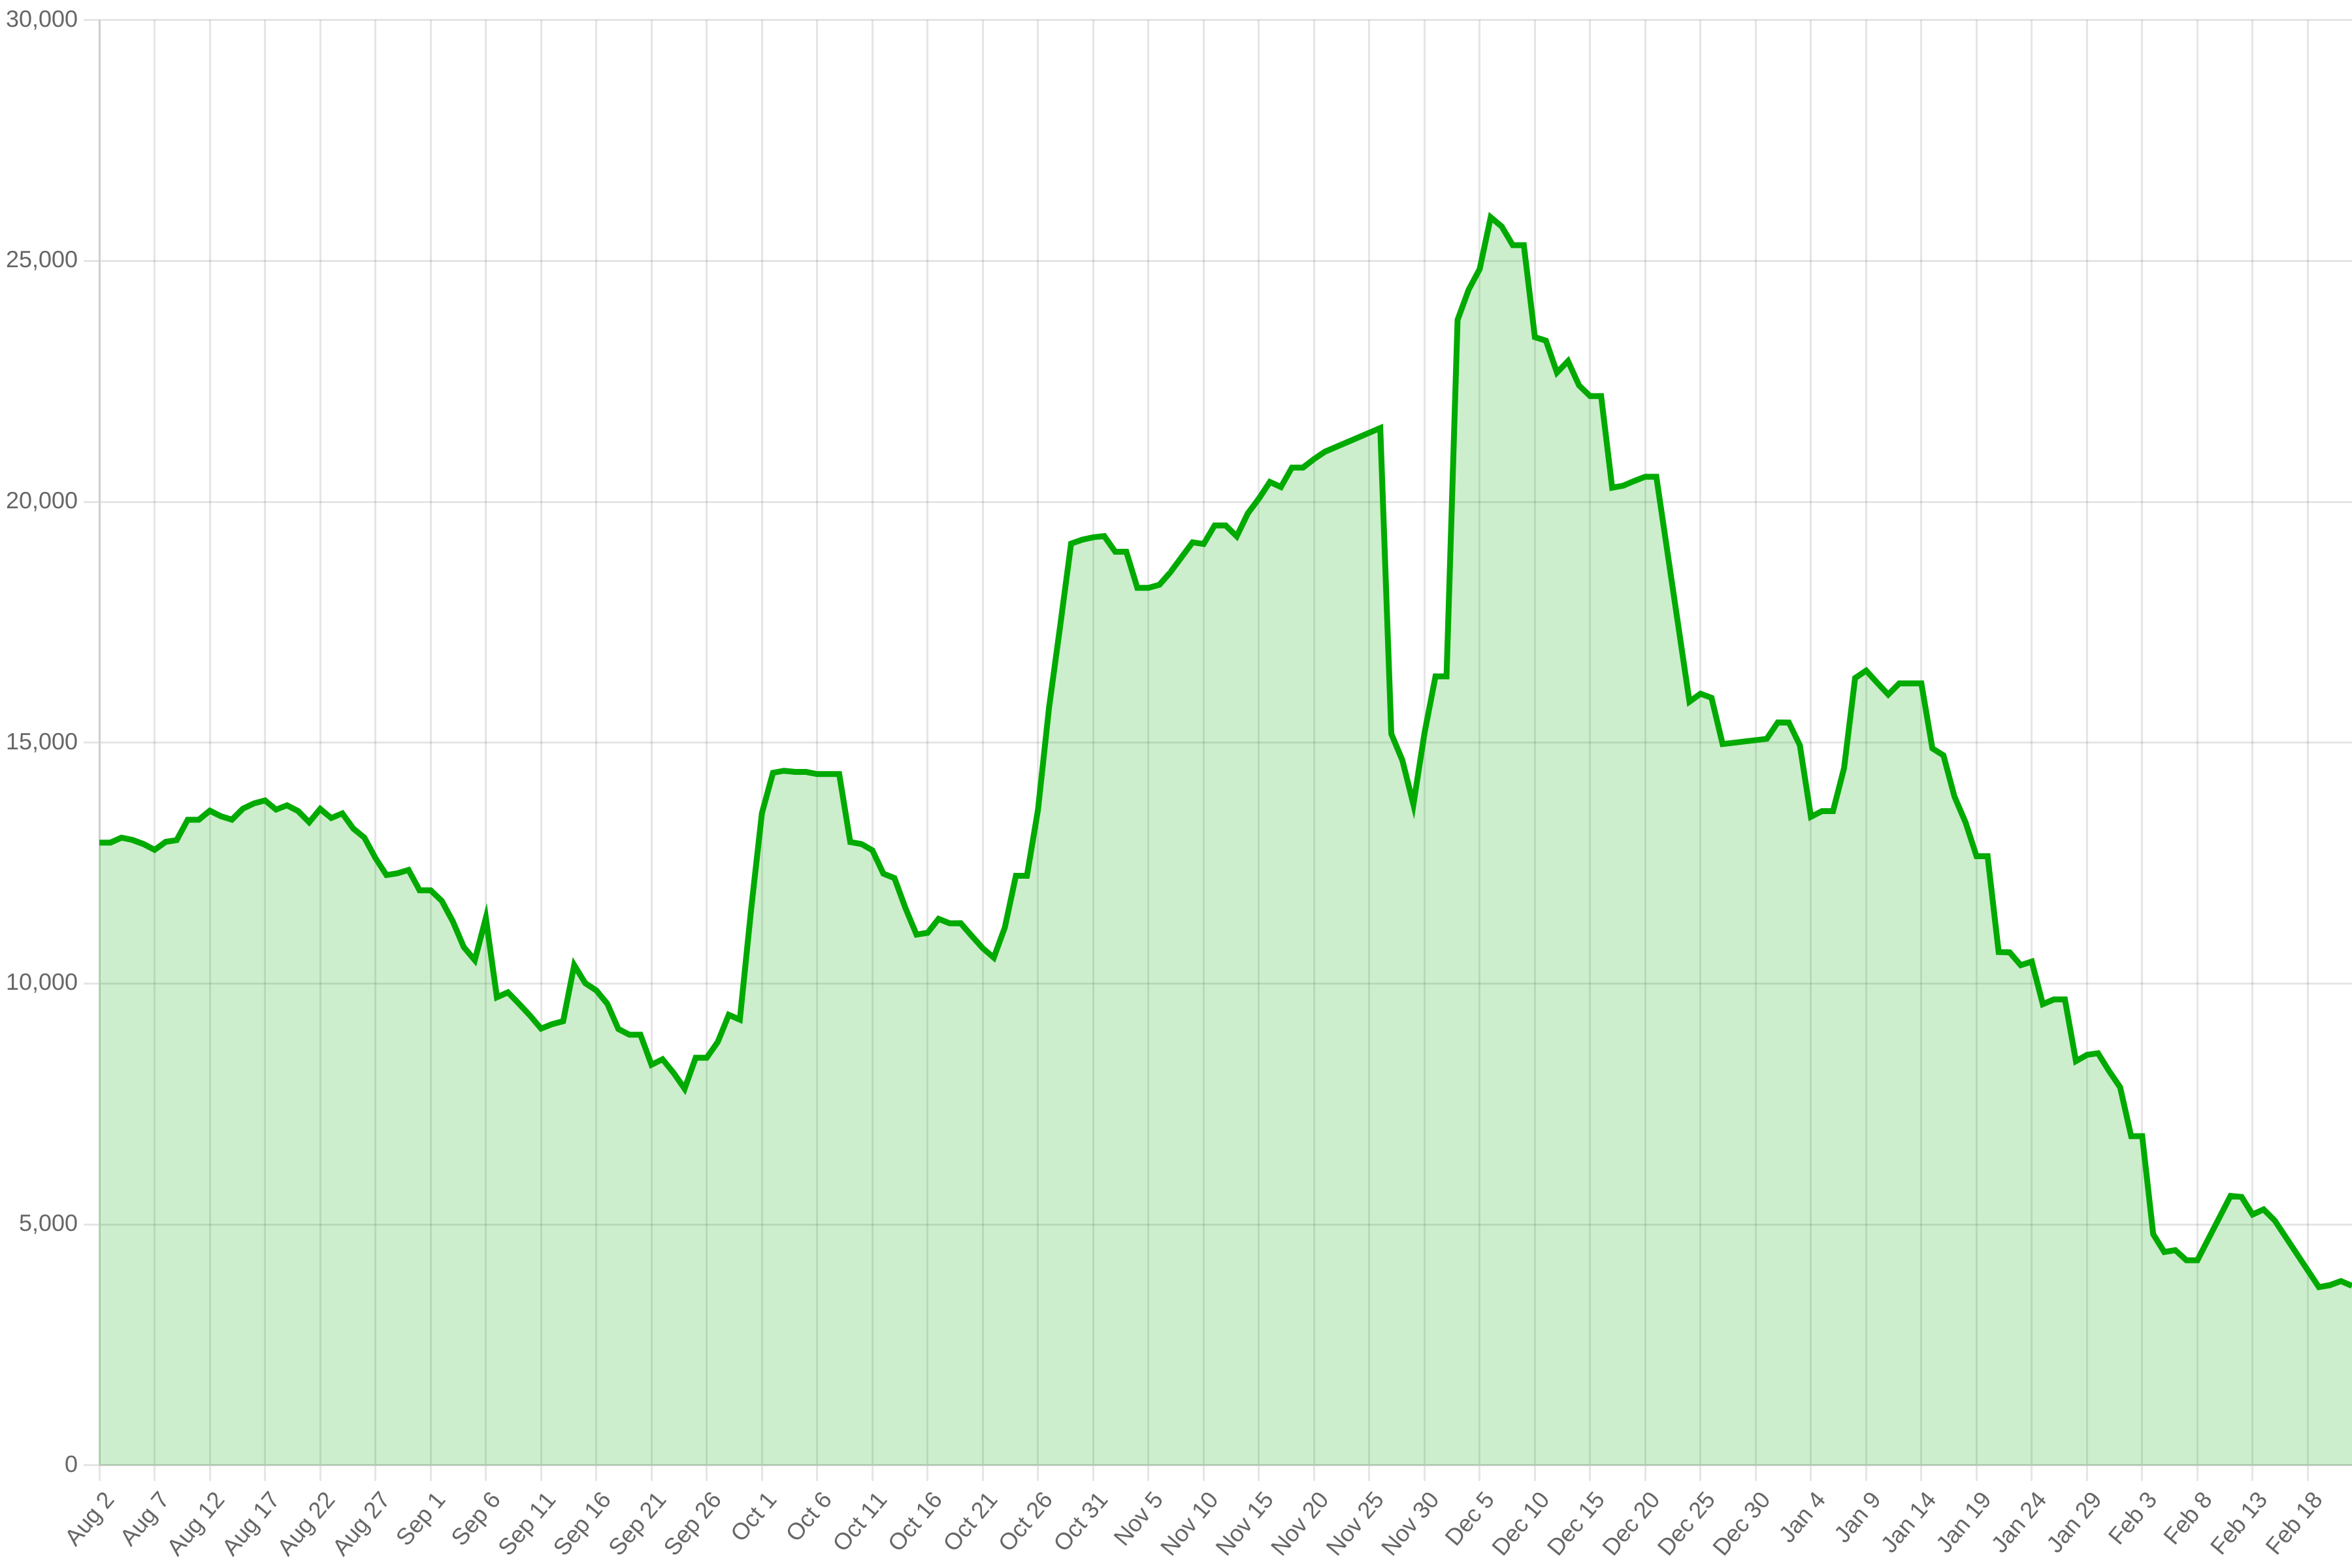 30,000
25,000
20,000
15,000
10,000
5,000
0
Aug 2
Aug 7
Aug 12
Aug 17
Aug 22
Aug 27
Sep 1
Sep 6
Sep 11
Sep 16
Sep 21
Sep 26
Oct 1
Oct 6
Oct 11
Oct 16
Oct 21
Oct 26
Oct 31
Nov 5
Nov 10
Nov 15
Nov 20
Nov 25
Nov 30
Dec 5
Dec 10
Dec 15
Dec 20
Dec 25
Dec 30
Jan 4
Jan 9
Jan 14
Jan 19
Jan 24
Jan 29
Feb 3
Feb 8
Feb 13
Feb 18